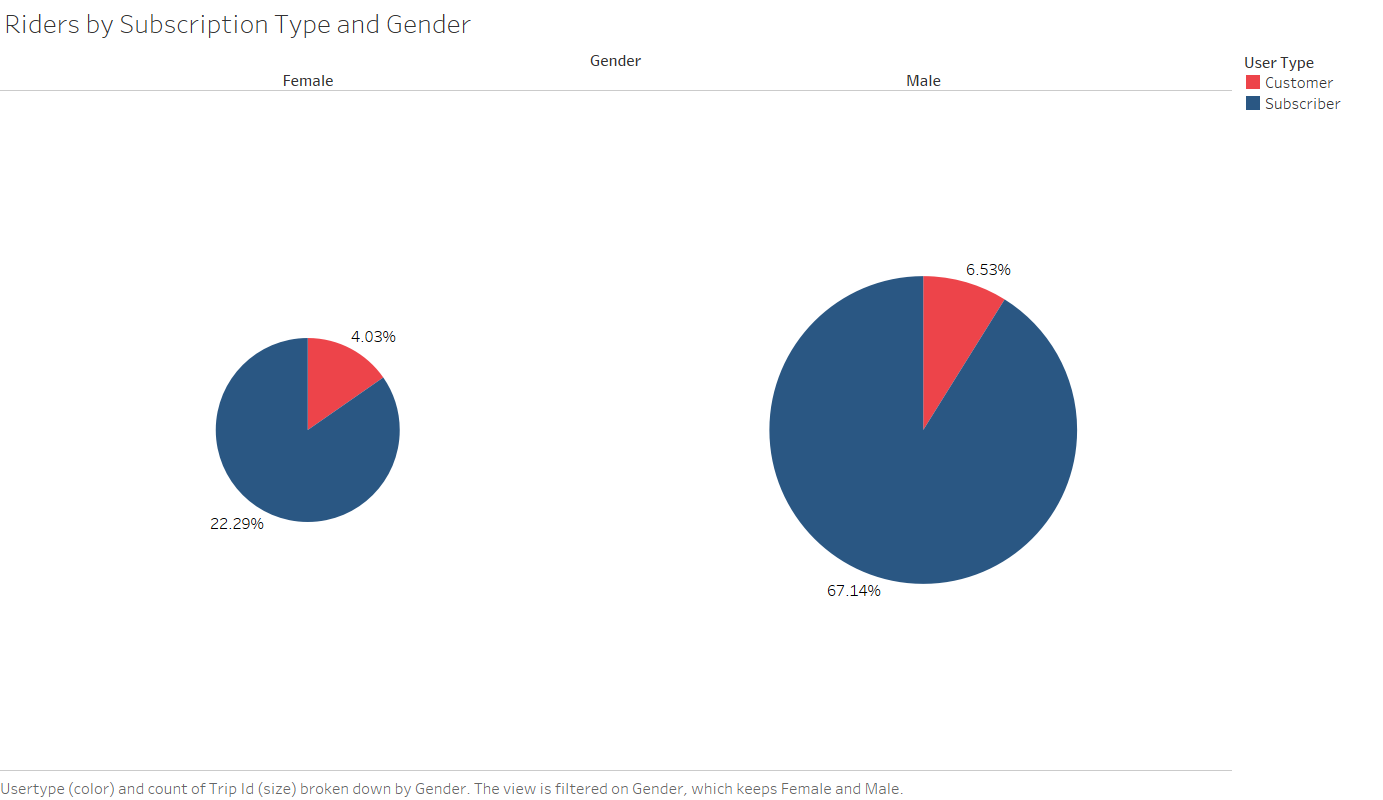 Riders by Subscription Type and Gender
Gender
Female
Male
User Type
Customer
Subscriber
4.03%
22.29%
6.53%
67.14%
Usertype (color) and count of Trip Id (size) broken down by Gender. The view is filtered on Gender, which keeps Female and Male.